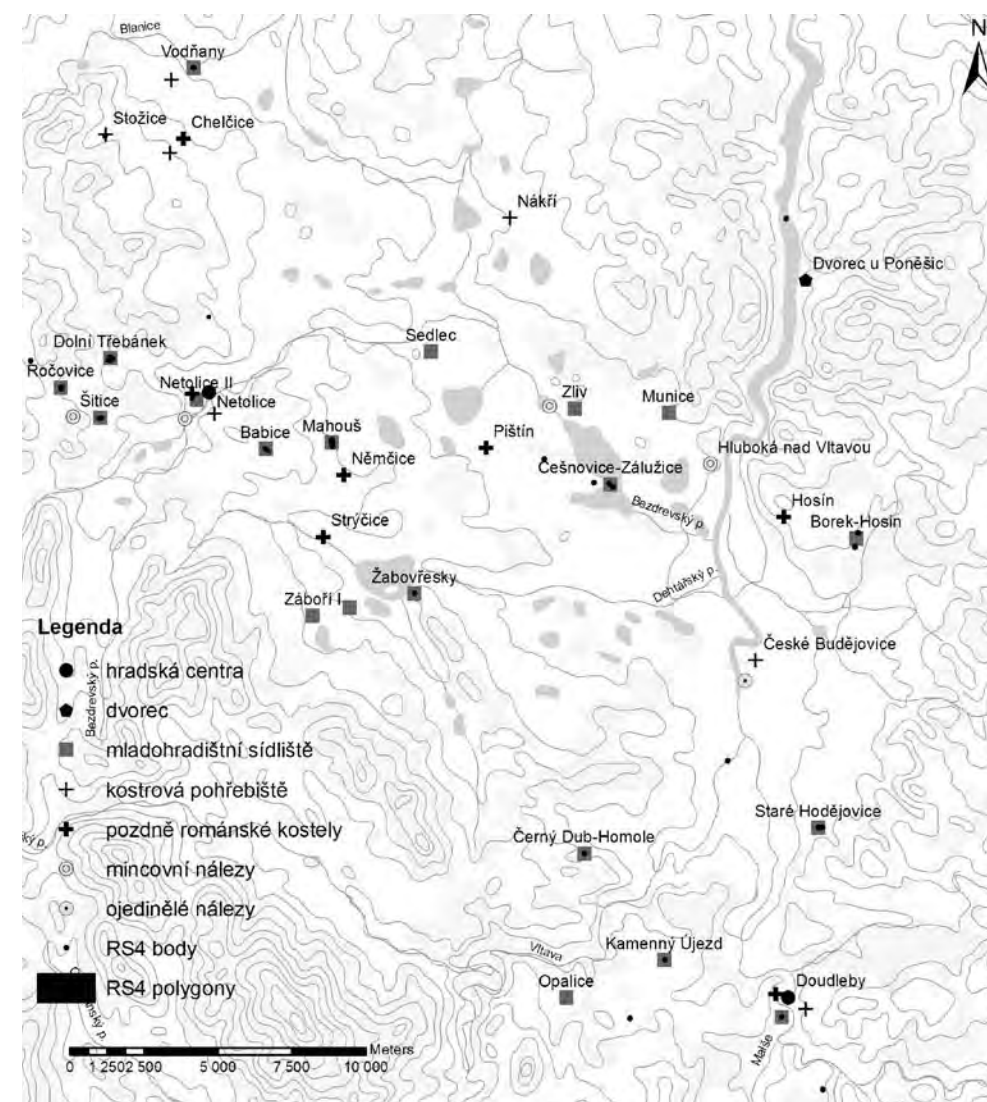 N
Blanice
Vodňany
Stožice
Chelčice
Nákří
Dvorec u Poněšic
Sedlec
Dolní Třebánek
Ročovice
Netolice II
Netolice
Šitice
Zliv
Munice
Babice
Mahouš
Pištín
Hluboká nad Vltavou
Němčice
Češnovice-Zálužice
Bezdrevský p.
Hosín
Borek-Hosín
Strýčice
Žabovřesky
Dehtářský p.
Záboří I
České Budějovice
Legenda
hradská centra
dvorec
mladohradištní sídliště
kostrová pohřebiště
pozdně románské kostely
mincovní nálezy
ojedinělé nálezy
RS4 body
RS4 polygony
Bezdrevský p.
Staré Hodějovice
Černý Dub-Homole
Vltava
Kamenný Újezd
Opalice
Doudleby
Malše
Meters
0 1 250 2 500 5 000 7 500 10 000